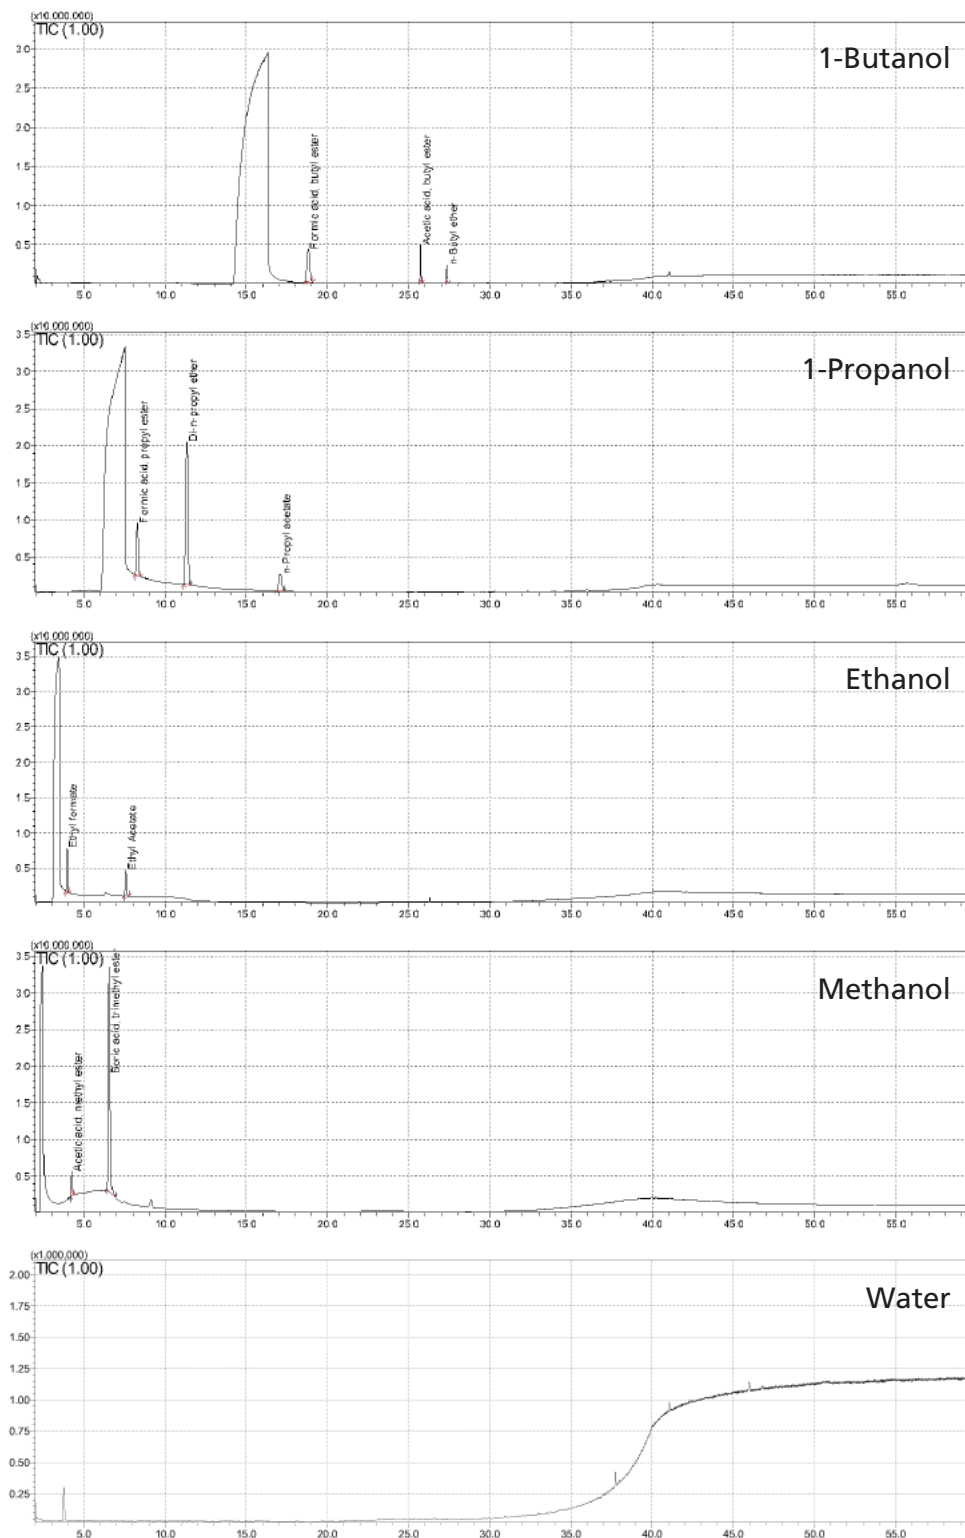 (x10,000,000)
TIC (1.00)
1-Butanol
3.0
2.5
2.0
1.5
1.0
0.5
Formic acid, butyl ester
Acetic acid, butyl ester
n-Butyl ether
5.0 10.0 15.0 20.0 25.0 30.0 35.0 40.0 45.0 50.0 55.0
(x10,000,000)
TIC (1.00)
1-Propanol
3.5
3.0
2.5
2.0
1.5
1.0
0.5
Formic acid, propyl ester
Di-n-propyl ether
n-Propyl acetate
5.0 10.0 15.0 20.0 25.0 30.0 35.0 40.0 45.0 50.0 55.0
(x10,000,000)
TIC (1.00)
Ethanol
3.5
3.0
2.5
2.0
1.5
1.0
0.5
Ethyl formate
Ethyl Acetate
5.0 10.0 15.0 20.0 25.0 30.0 35.0 40.0 45.0 50.0 55.0
(x10,000,000)
TIC (1.00)
Methanol
3.5
3.0
2.5
2.0
1.5
1.0
0.5
Acetic acid, methyl ester
Boric acid, trimethyl ester
5.0 10.0 15.0 20.0 25.0 30.0 35.0 40.0 45.0 50.0 55.0
(x1,000,000)
TIC (1.00)
Water
2.00
1.75
1.50
1.25
1.00
0.75
0.50
0.25
5.0 10.0 15.0 20.0 25.0 30.0 35.0 40.0 45.0 50.0 55.0